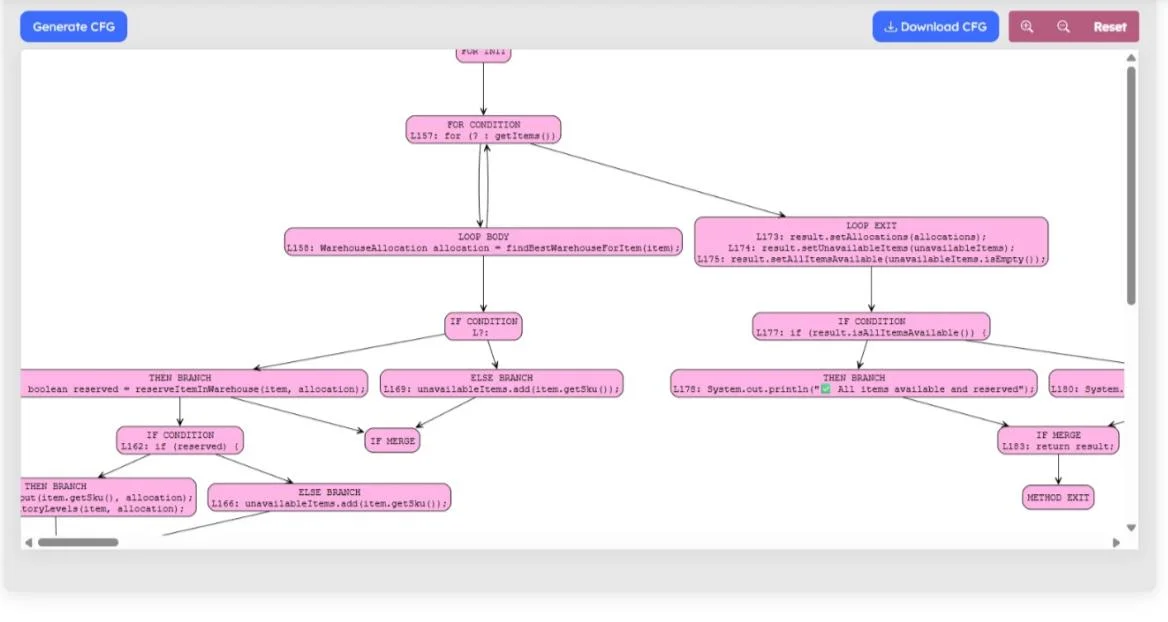 Generate CFG
Download CFG
Reset
FOR INIT
FOR CONDITION
L157: for (? : getItems())
LOOP BODY
L158: WarehouseAllocation allocation = findBestWarehouseForItem(item);
LOOP EXIT
L173: result.setAllocations(allocations);
L174: result.setUnavailableItems(unavailableItems);
L175: result.setAllItemsAvailable(unavailableItems.isEmpty());
IF CONDITION
L?:
IF CONDITION
L177: if (result.isAllItemsAvailable()) {
THEN BRANCH
boolean reserved = reserveItemInWarehouse(item, allocation);
ELSE BRANCH
L169: unavailableItems.add(item.getSku());
THEN BRANCH
L178: System.out.println("✅ All items available and reserved");
L180: System.
IF CONDITION
L162: if (reserved) {
IF MERGE
IF MERGE
L183: return result;
THEN BRANCH
put(item.getSku(), allocation);
toryLevels(item, allocation);
ELSE BRANCH
L166: unavailableItems.add(item.getSku());
METHOD EXIT